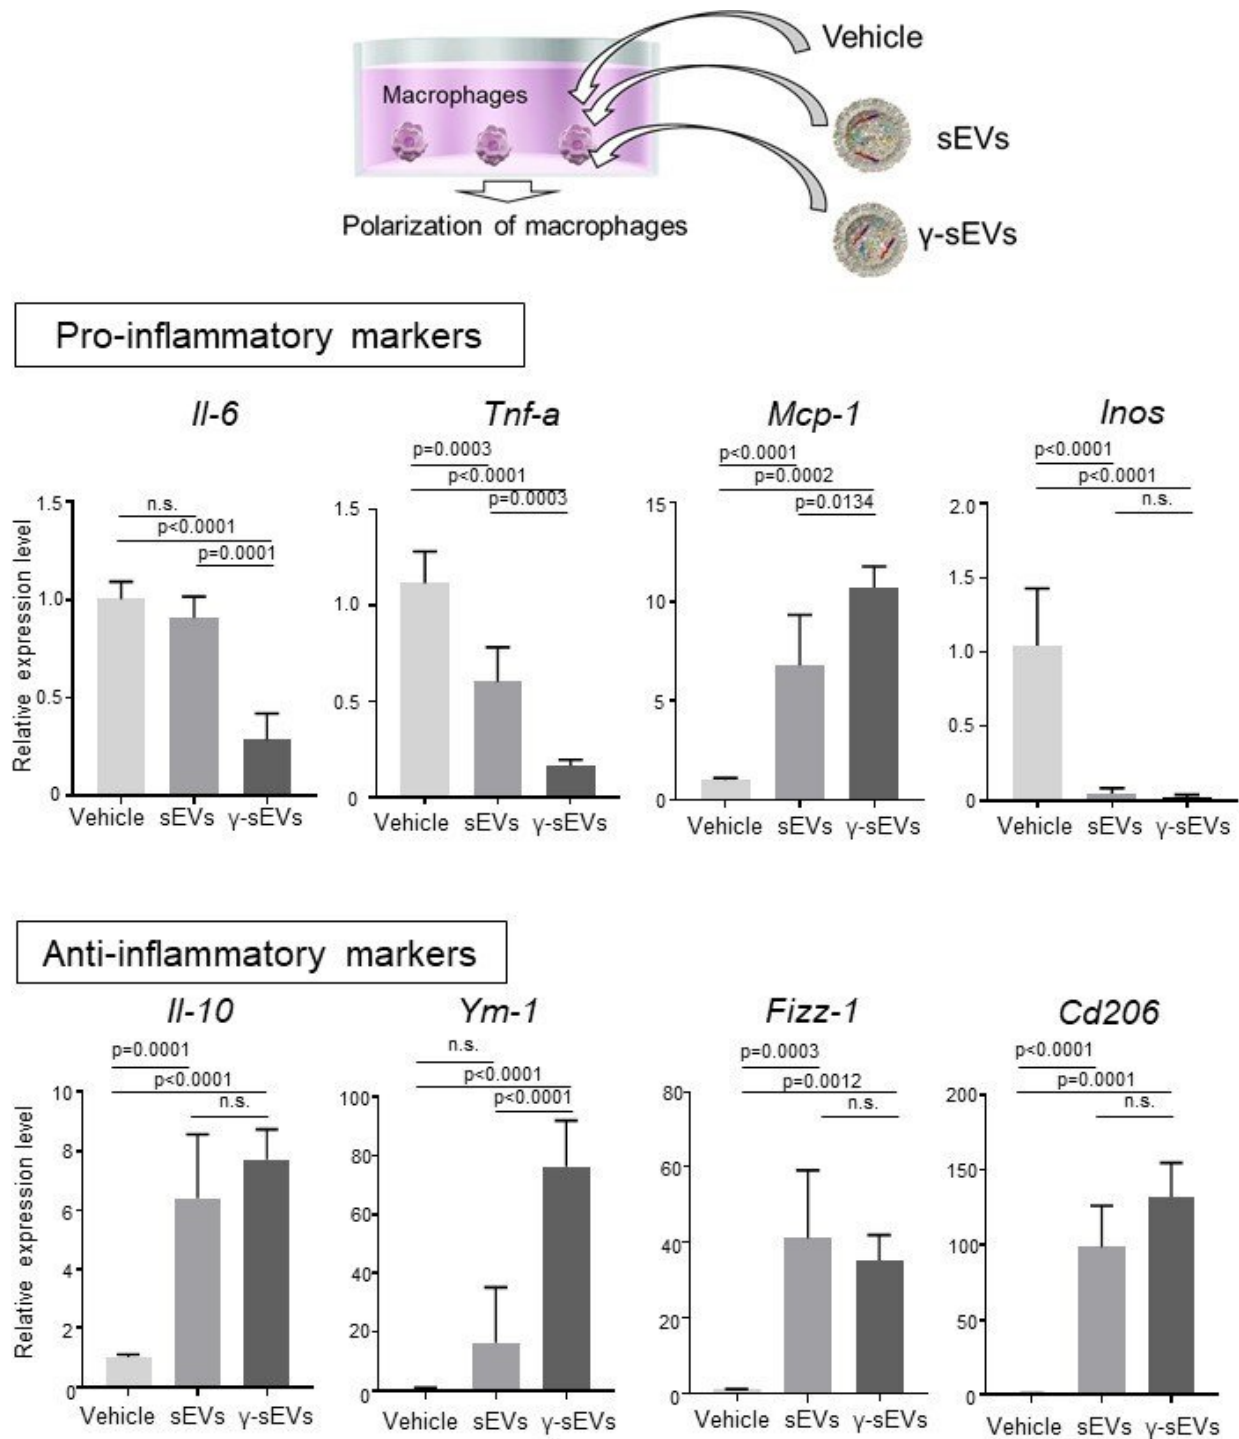 Vehicle
Macrophages
sEVs
Polarization of macrophages
γ-sEVs
Pro-inflammatory markers
Il-6
Tnf-a
Mcp-1
Inos
p=0.0003
p<0.0001
p=0.0003
p<0.0001
p=0.0002
p=0.0134
p<0.0001
p<0.0001
n.s.
n.s.
p<0.0001
p=0.0001
Relative expression level
1.5
1.0
0.5
0
Vehicle sEVs γ-sEVs
1.5
1.0
0.5
0
Vehicle sEVs γ-sEVs
15
10
5
0
Vehicle sEVs γ-sEVs
2.0
1.5
1.0
0.5
0
Vehicle sEVs γ-sEVs
Anti-inflammatory markers
Il-10
Ym-1
Fizz-1
Cd206
p=0.0001
p<0.0001
n.s.
n.s.
p<0.0001
p<0.0001
p=0.0003
p=0.0012
n.s.
p<0.0001
p=0.0001
n.s.
Relative expression level
10
8
6
4
2
0
Vehicle sEVs γ-sEVs
100
80
60
40
20
0
Vehicle sEVs γ-sEVs
80
60
40
20
0
Vehicle sEVs γ-sEVs
200
150
100
50
0
Vehicle sEVs γ-sEVs